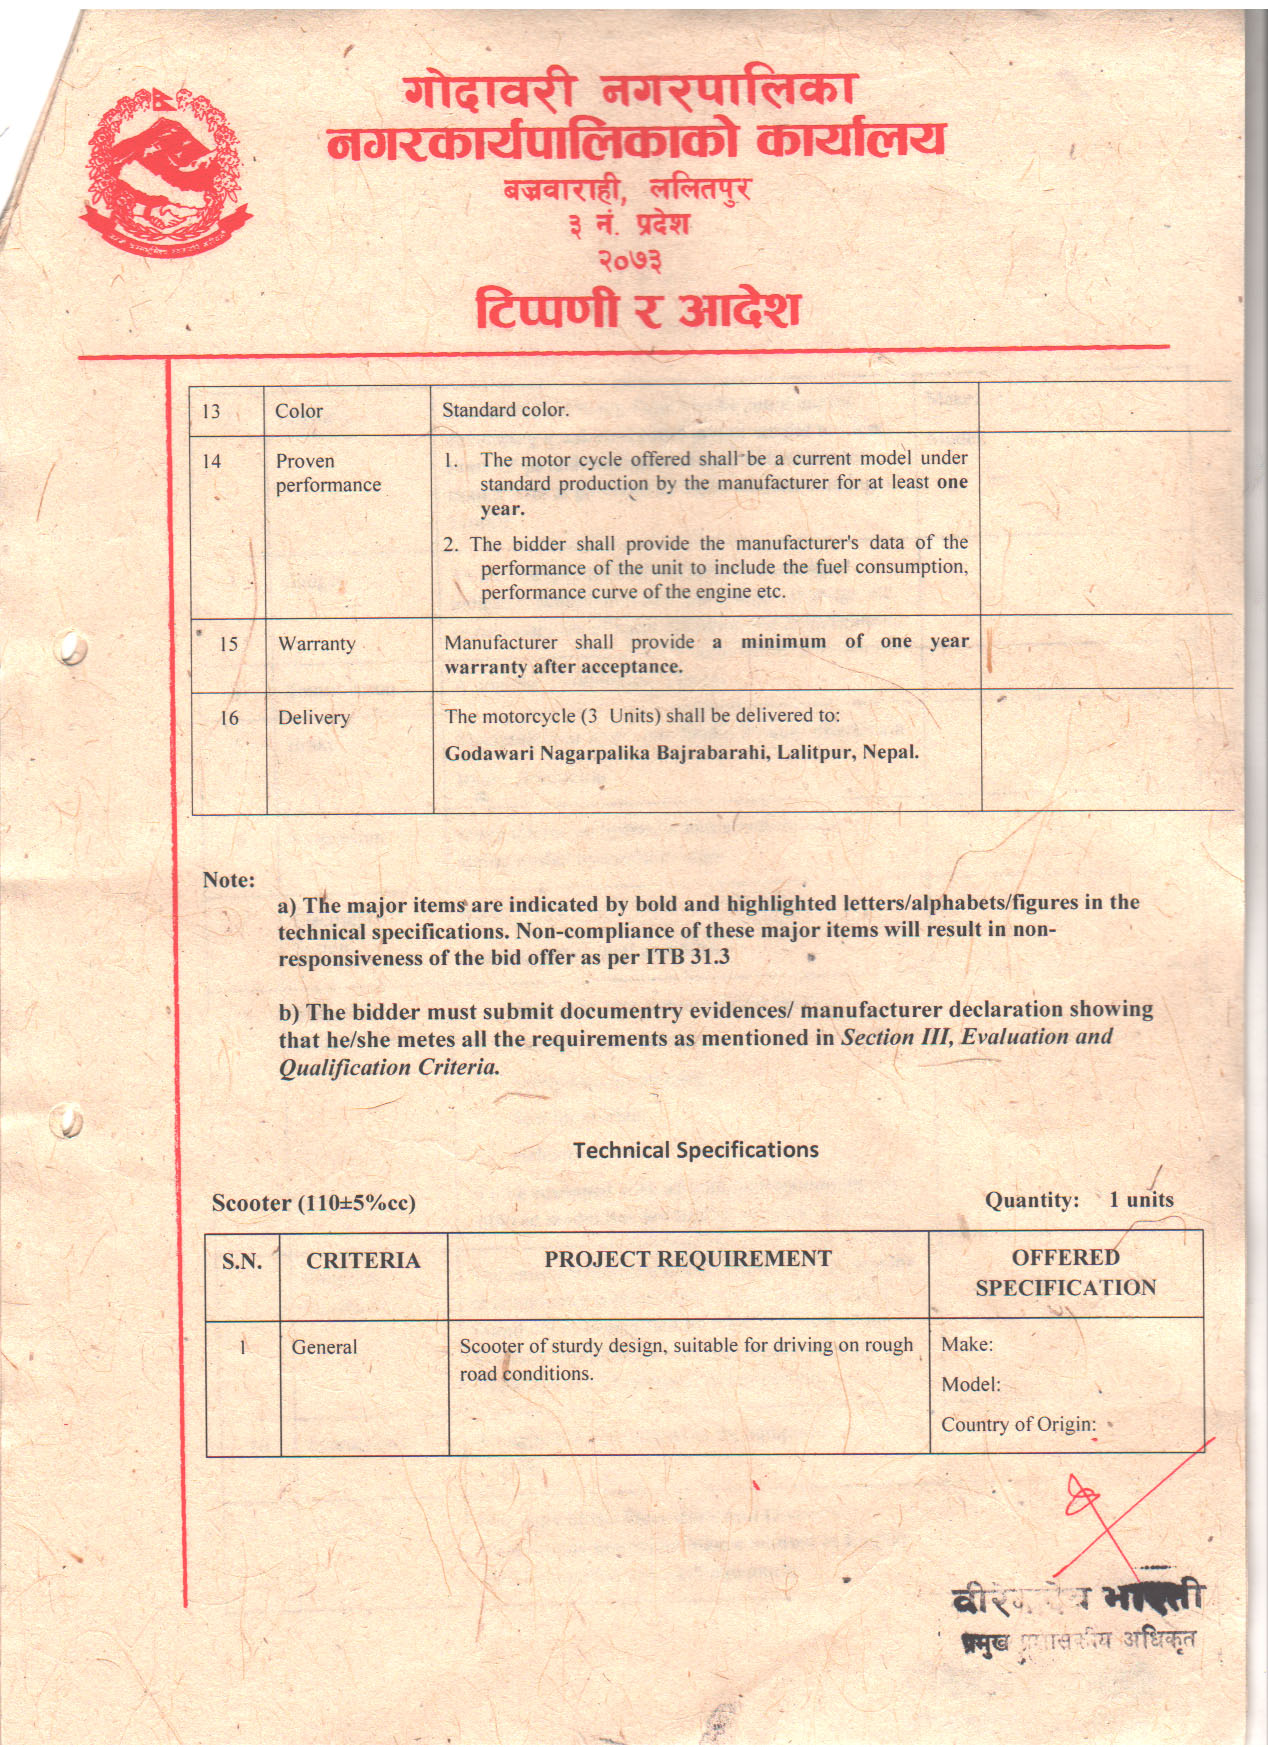 गोदावरी नगरपालिका
नगरकार्यपालिकाको कार्यालय
बज्रवाराही, ललितपुर
३ नं. प्रदेश
२०७३
टिप्पणी र आदेश
13 Color Standard color.
14 Proven performance
1. The motor cycle offered shall be a current model under
standard production by the manufacturer for at least one
year.
2. The bidder shall provide the manufacturer's data of the
performance of the unit to include the fuel consumption,
performance curve of the engine etc.
15 Warranty Manufacturer shall provide a minimum of one year
warranty after acceptance.
16 Delivery The motorcycle (3 Units) shall be delivered to:
Godawari Nagarpalika Bajrabarahi, Lalitpur, Nepal.
Note:
a) The major items are indicated by bold and highlighted letters/alphabets/figures in the
technical specifications. Non-compliance of these major items will result in non-
responsiveness of the bid offer as per ITB 31.3
b) The bidder must submit documentry evidences/ manufacturer declaration showing
that he/she metes all the requirements as mentioned in Section III, Evaluation and
Qualification Criteria.
Technical Specifications
Scooter (110±5%cc) Quantity: 1 units
S.N. CRITERIA PROJECT REQUIREMENT OFFERED
SPECIFICATION
1 General Scooter of sturdy design, suitable for driving on rough
road conditions.
Make:
Model:
Country of Origin:
भारती
प्रमुख प्रशासकीय अधिकृत